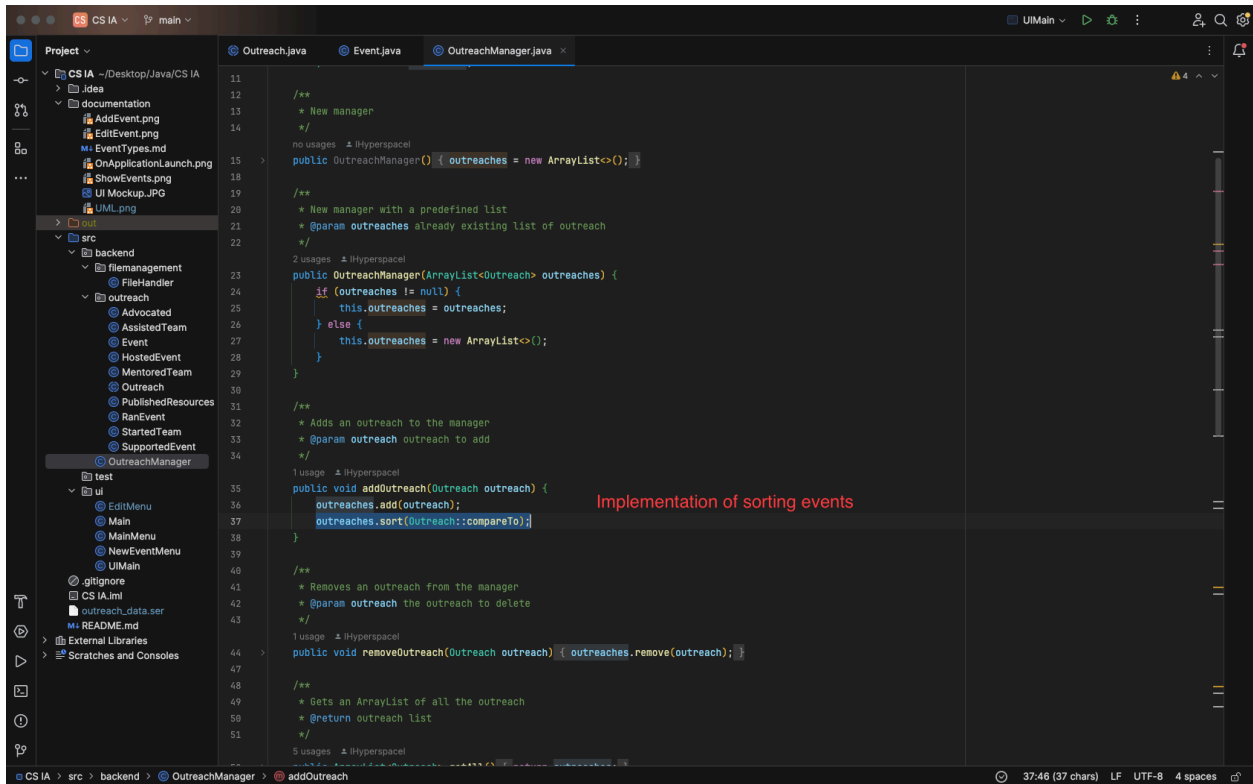 CS CS IA main UIMain
Project Outreach.java Event.java OutreachManager.java
CS IA ~/Desktop/Java/CS IA
.idea
documentation
AddEvent.png
EditEvent.png
EventTypes.md
OnApplicationLaunch.png
ShowEvents.png
UI Mockup.JPG
UML.png
out
src
backend
filemanagement
FileHandler
outreach
Advocated
AssistedTeam
Event
HostedEvent
MentoredTeam
Outreach
PublishedResources
RanEvent
StartedTeam
SupportedEvent
OutreachManager
test
ui
EditMenu
Main
MainMenu
NewEventMenu
UIMain
.gitignore
CS IA.iml
outreach_data.ser
M↓ README.md
External Libraries
Scratches and Consoles
4
11
12 /**
13 * New manager
14 */
no usages IHyperspaceI
15 public OutreachManager() { outreaches = new ArrayList<>(); }
18
19 /**
20 * New manager with a predefined list
21 * @param outreaches already existing list of outreach
22 */
2 usages IHyperspaceI
23 public OutreachManager(ArrayList<Outreach> outreaches) {
24 if (outreaches != null) {
25 this.outreaches = outreaches;
26 } else {
27 this.outreaches = new ArrayList<>();
28 }
29 }
30
31 /**
32 * Adds an outreach to the manager
33 * @param outreach outreach to add
34 */
1 usage IHyperspaceI
35 public void addOutreach(Outreach outreach) {
36 outreaches.add(outreach); Implementation of sorting events
37 outreaches.sort(Outreach::compareTo);
38 }
39
40 /**
41 * Removes an outreach from the manager
42 * @param outreach the outreach to delete
43 */
1 usage IHyperspaceI
44 public void removeOutreach(Outreach outreach) { outreaches.remove(outreach); }
47
48 /**
49 * Gets an ArrayList of all the outreach
50 * @return outreach list
51 */
5 usages IHyperspaceI
CS IA > src > backend > OutreachManager > addOutreach 37:46 (37 chars) LF UTF-8 4 spaces